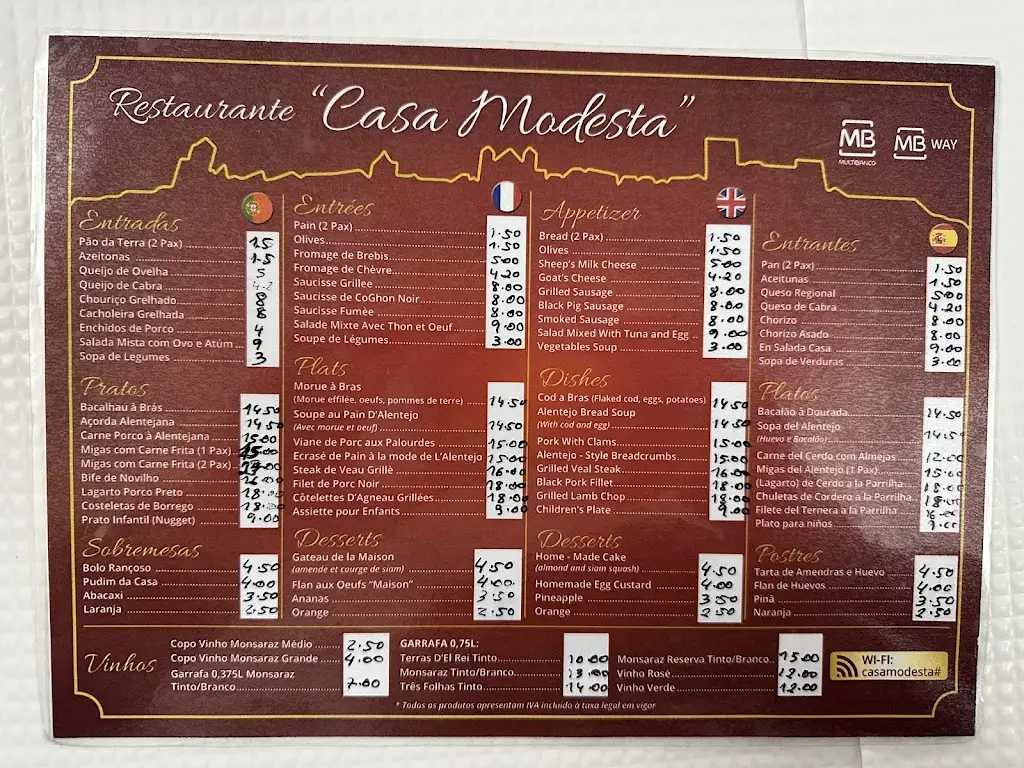 Restaurante "Casa Modesta"
MB
MULTIBANCO
MB WAY
Entradas
Pão da Terra (2 Pax) 1.5
Azeitonas 1.5
Queijo de Ovelha 5
Queijo de Cabra 4.2
Chouriço Grelhado 8
Cacholeira Grelhada 8
Enchidos de Porco 4
Salada Mista com Ovo e Atum 9
Sopa de Legumes 3
Pratos
Bacalhau à Brás 14.50
Açorda Alentejana 14.50
Carne Porco à Alentejana 15.00
Migas com Carne Frita (1 Pax) 15.00
Migas com Carne Frita (2 Pax)
Bife de Novilho 16.00
Lagarto Porco Preto 18.00
Costeletas de Borrego 18.00
Prato Infantil (Nugget) 9.00
Sobremesas
Bolo Rançoso 4.50
Pudim da Casa 4.00
Abacaxi 3.50
Laranja 2.50
Entrées
Pain (2 Pax) 1.50
Olives 1.50
Fromage de Brebis 5.00
Fromage de Chèvre 4.20
Saucisse Grillée 8.00
Saucisse de CoGhon Noir 8.00
Saucisse Fumèe 8.00
Salade Mixte Avec Thon et Oeuf 9.00
Soupe de Légumes 3.00
Plats
Morue à Bras
(Morue effilée, oeufs, pommes de terre) 14.50
Soupe au Pain D'Alentejo
(Avec morue et oeuf) 14.50
Viane de Porc aux Palourdes 15.00
Ecrasé de Pain à la mode de L'Alentejo 15.00
Steak de Veau Grillè 16.00
Filet de Porc Noir 18.00
Côtelettes D'Agneau Grillées 18.00
Assiette pour Enfants 9.00
Desserts
Gateau de la Maison
(amende et courge de siam) 4.50
Flan aux Oeufs "Maison" 4.00
Ananas 3.50
Orange 2.50
Appetizer
Bread (2 Pax) 1.50
Olives 1.50
Sheep's Milk Cheese 5.00
Goat's Cheese 4.20
Grilled Sausage 8.00
Black Pig Sausage 8.00
Smoked Sausage 8.00
Salad Mixed With Tuna and Egg 9.00
Vegetables Soup 3.00
Dishes
Cod a Bras (Flaked cod, eggs, potatoes) 14.50
Alentejo Bread Soup
(With cod and egg) 14.50
Pork With Clams 15.00
Alentejo - Style Breadcrumbs 15.00
Grilled Veal Steak 16.00
Black Pork Fillet 18.00
Grilled Lamb Chop 18.00
Children's Plate 9.00
Desserts
Home - Made Cake
(almond and siam squash) 4.50
Homemade Egg Custard 4.00
Pineapple 3.50
Orange 2.50
Entrantes
Pan (2 Pax) 1.50
Aceitunas 1.50
Queso Regional 5.00
Queso de Cabra 4.20
Chorizo 8.00
Chorizo Asado 8.00
En Salada Casa 9.00
Sopa de Verduras 3.00
Platos
Bacalão à Dourada 14.50
Sopa del Alentejo
(Hueva e Bacalão) 14.50
Carne del Cerdo com Almejas 12.00
Migas del Alentejo (1 Pax) 15.00
(Lagarto) de Cerdo a la Parrilha 18.00
Chuletas de Cordero a la Parrilha 18.00
Filete del Ternera a la Parrilha 16.00
Plato para niños 9.00
Postres
Tarta de Amendras e Huevo 4.50
Flan de Huevos 4.00
Pinã 3.50
Naranja 2.50
Vinhos
Copo Vinho Monsaraz Médio 2.50
Copo Vinho Monsaraz Grande 4.00
Garrafa 0,375L Monsaraz
Tinto/Branco 7.00
GARRAFA 0,75L:
Terras D'El Rei Tinto 10.00
Monsaraz Tinto/Branco 13.00
Três Folhas Tinto 14.00
Monsaraz Reserva Tinto/Branco 15.00
Vinho Rosé 12.00
Vinho Verde 12.00
WI-FI:
casamodesta#
* Todos os produtos apresentam IVA incluído à taxa legal em vigor